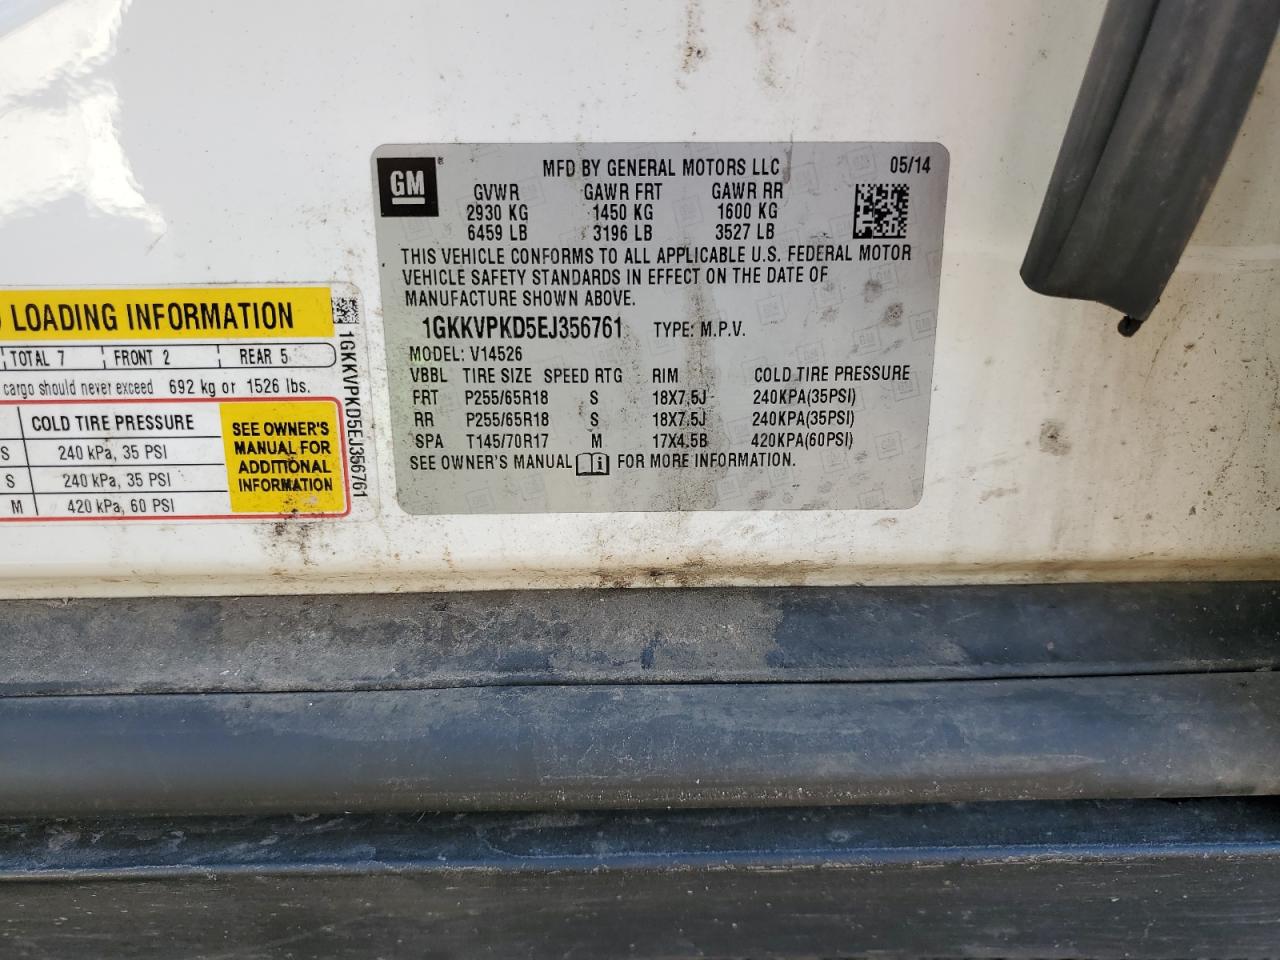 GM
®
MFD BY GENERAL MOTORS LLC 05/14
GVWR GAWR FRT GAWR RR
2930 KG 1450 KG 1600 KG
6459 LB 3196 LB 3527 LB
THIS VEHICLE CONFORMS TO ALL APPLICABLE U.S. FEDERAL MOTOR
VEHICLE SAFETY STANDARDS IN EFFECT ON THE DATE OF
MANUFACTURE SHOWN ABOVE.
1GKKVPKD5EJ356761 TYPE: M.P.V.
MODEL: V14526
VBBL TIRE SIZE SPEED RTG RIM COLD TIRE PRESSURE
FRT P255/65R18 S 18X7.5J 240KPA(35PSI)
RR P255/65R18 S 18X7.5J 240KPA(35PSI)
SPA T145/70R17 M 17X4.5B 420KPA(60PSI)
SEE OWNER'S MANUAL i FOR MORE INFORMATION.
LOADING INFORMATION
TOTAL 7 FRONT 2 REAR 5
cargo should never exceed 692 kg or 1526 lbs.
COLD TIRE PRESSURE
S 240 kPa, 35 PSI
S 240 kPa, 35 PSI
M 420 kPa, 60 PSI
SEE OWNER'S
MANUAL FOR
ADDITIONAL
INFORMATION
1GKKVPKD5EJ356761